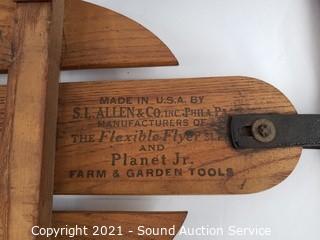 MADE IN U.S.A. BY
S.L. ALLEN & CO. INC. PHILA.
MANUFACTURERS OF
THE Flexible Flyer
AND
Planet Jr.
FARM & GARDEN TOOLS
Copyright 2021 - Sound Auction Service